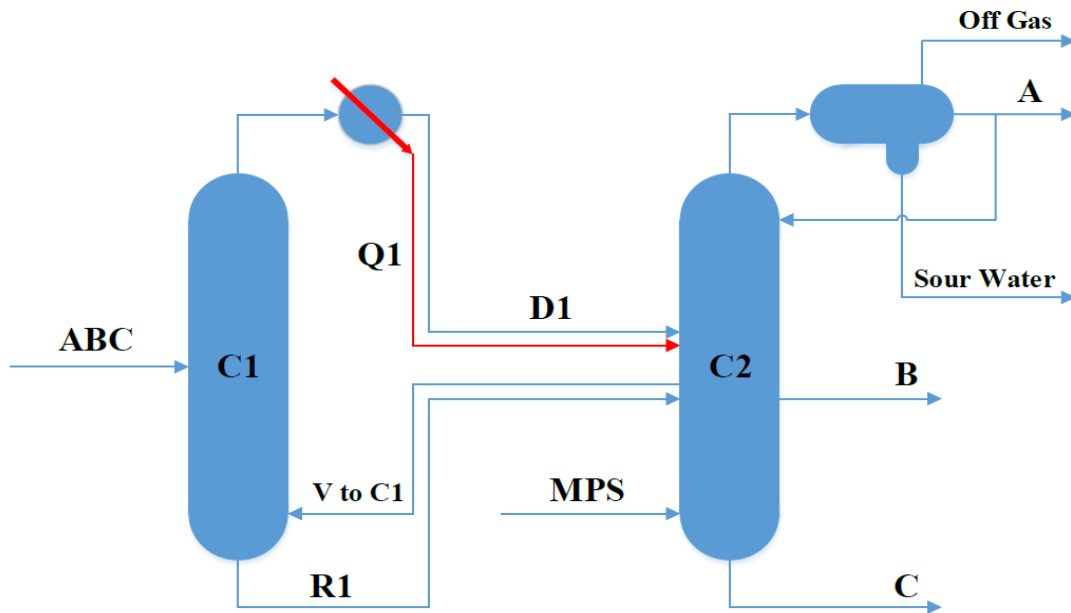 Off Gas
A
Q1
Sour Water
D1
ABC
C1
C2
B
V to C1
MPS
R1
C